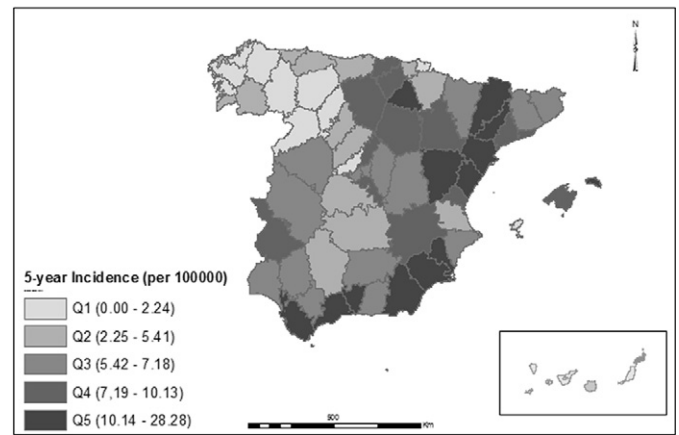 N
5-year Incidence (per 100000)
Q1 (0.00 - 2.24)
Q2 (2.25 - 5.41)
Q3 (5.42 - 7.18)
Q4 (7,19 - 10.13)
Q5 (10.14 - 28.28)
Km